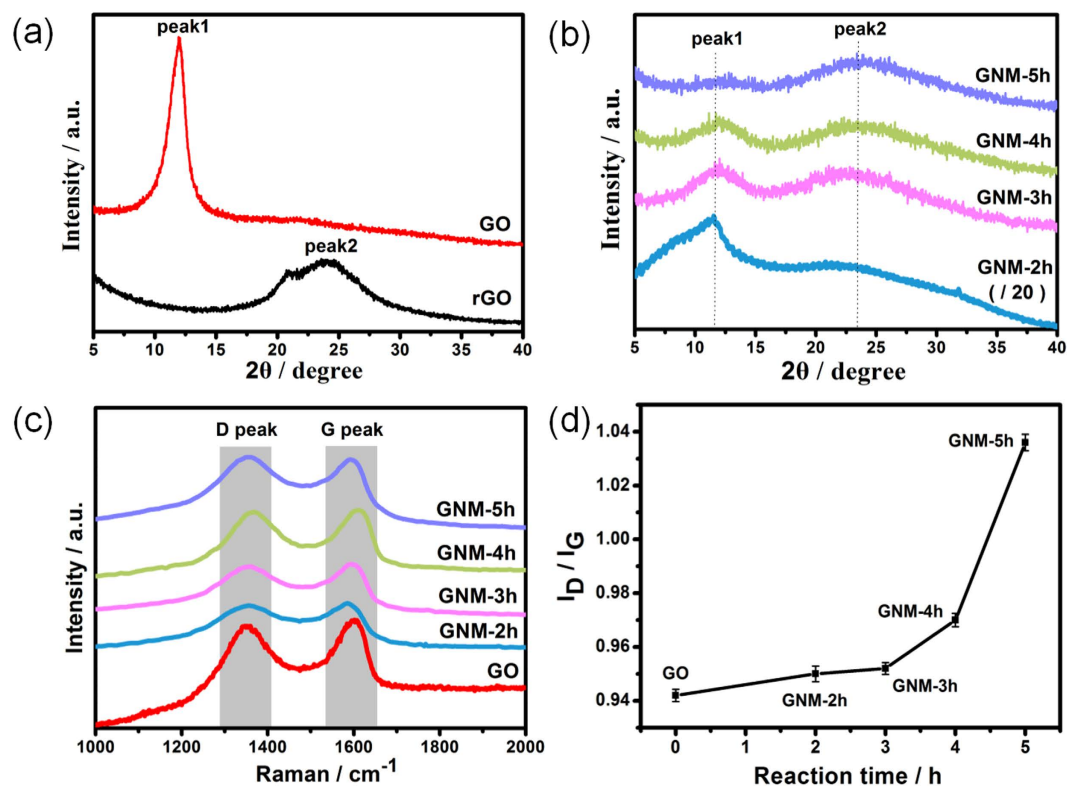 (a)
peak1
GO
peak2
rGO
Intensity / a.u.
5 10 15 20 25 30 35 40
2θ / degree
(b)
peak1
peak2
GNM-5h
GNM-4h
GNM-3h
GNM-2h
( / 20 )
Intensity / a.u.
5 10 15 20 25 30 35 40
2θ / degree
(c)
D peak G peak
GNM-5h
GNM-4h
GNM-3h
GNM-2h
GO
Intensity / a.u.
1000 1200 1400 1600 1800 2000
Raman / cm-1
(d)
1.04
1.02
1.00
0.98
0.96
0.94
ID / IG
GNM-5h
GNM-4h
GNM-3h
GNM-2h
GO
0 1 2 3 4 5
Reaction time / h